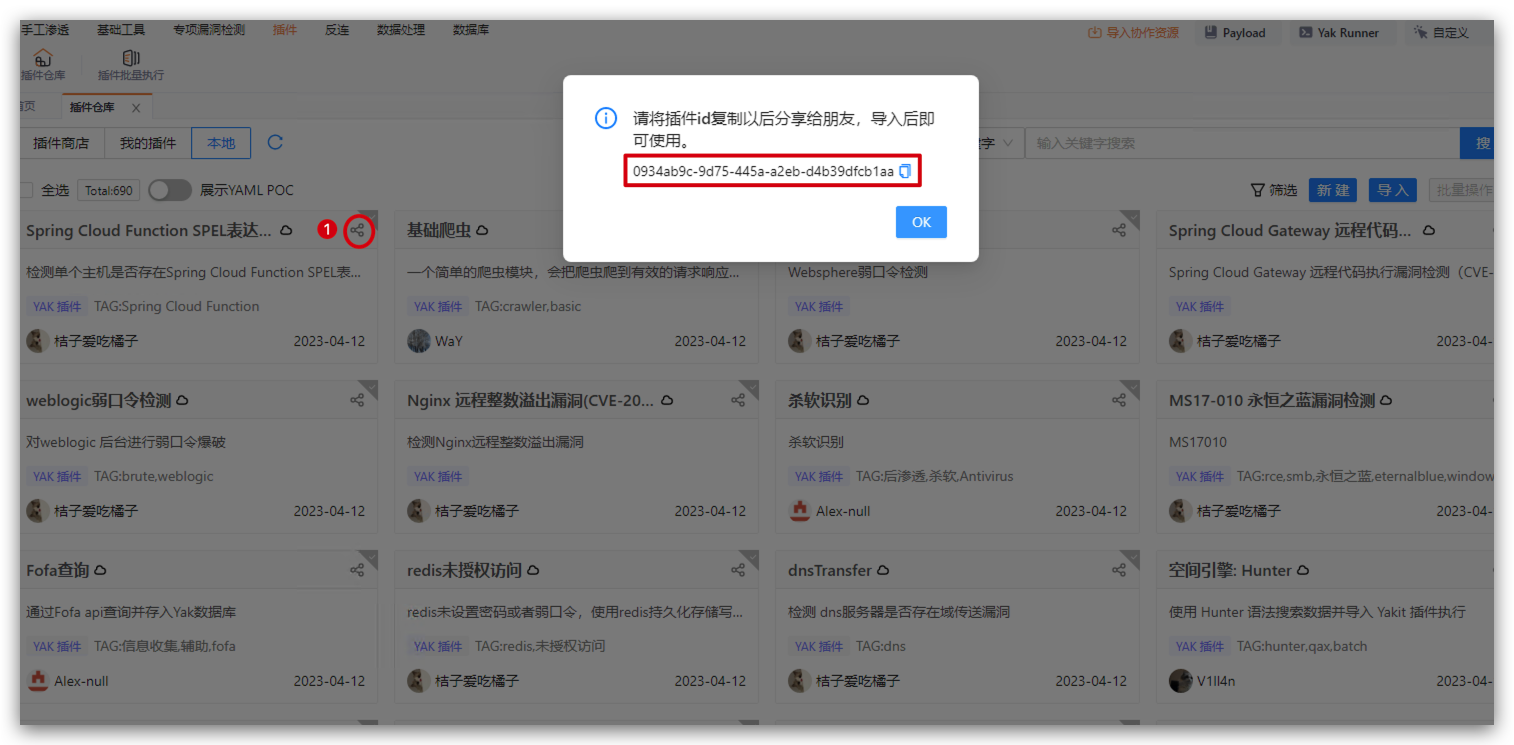 手工渗透 基础工具 专项漏洞检测 插件 反连 数据处理 数据库 导入协作资源 Payload Yak Runner 自定义
插件仓库 插件批量执行
首页 插件仓库
请将插件id复制以后分享给朋友，导入后即
可使用。
0934ab9c-9d75-445a-a2eb-d4b39dfcb1aa
OK
插件商店 我的插件 本地 字 输入关键字搜索 搜
全选 Total:690 展示YAML POC 筛选 新建 导入 批量操作
Spring Cloud Function SPEL表达... 1 基础爬虫 Spring Cloud Gateway 远程代码...
检测单个主机是否存在Spring Cloud Function SPEL表... 一个简单的爬虫模块，会把爬虫爬到有效的请求响应... Websphere弱口令检测 Spring Cloud Gateway 远程代码执行漏洞检测（CVE-
YAK 插件 TAG:Spring Cloud Function YAK 插件 TAG:crawler,basic YAK 插件 YAK 插件
桔子爱吃橘子 2023-04-12 WaY 2023-04-12 桔子爱吃橘子 2023-04-12 桔子爱吃橘子 2023-04-
weblogic弱口令检测 Nginx 远程整数溢出漏洞(CVE-20... 杀软识别 MS17-010 永恒之蓝漏洞检测
对weblogic 后台进行弱口令爆破 检测Nginx远程整数溢出漏洞 杀软识别 MS17010
YAK 插件 TAG:brute,weblogic YAK 插件 YAK 插件 TAG:后渗透,杀软,Antivirus YAK 插件 TAG:rce,smb,永恒之蓝,eternalblue,window
桔子爱吃橘子 2023-04-12 桔子爱吃橘子 2023-04-12 Alex-null 2023-04-12 桔子爱吃橘子 2023-04-
Fofa查询 redis未授权访问 dnsTransfer 空间引擎: Hunter
通过Fofa api查询并存入Yak数据库 redis未设置密码或者弱口令，使用redis持久化存储写... 检测 dns服务器是否存在域传送漏洞 使用 Hunter 语法搜索数据并导入 Yakit 插件执行
YAK 插件 TAG:信息收集,辅助,fofa YAK 插件 TAG:redis,未授权访问 YAK 插件 TAG:dns YAK 插件 TAG:hunter,qax,batch
Alex-null 2023-04-12 桔子爱吃橘子 2023-04-12 桔子爱吃橘子 2023-04-12 V1ll4n 2023-04-